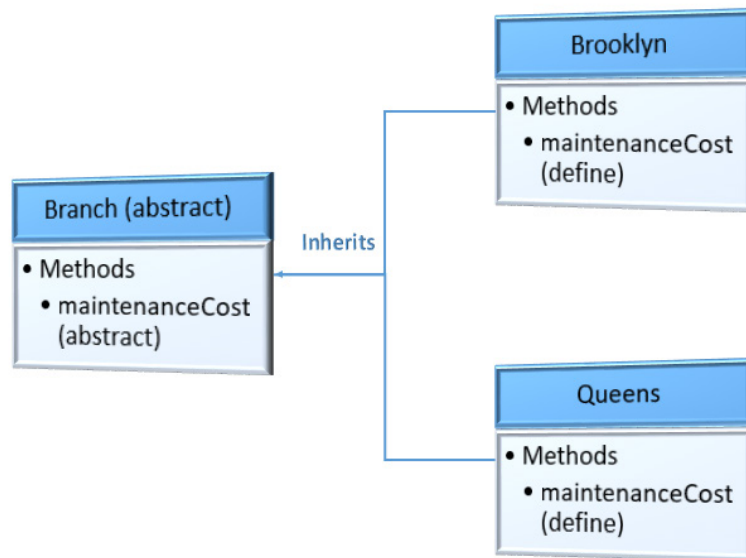 Branch (abstract)
• Methods
• maintenanceCost
(abstract)
Inherits
Brooklyn
• Methods
• maintenanceCost
(define)
Queens
• Methods
• maintenanceCost
(define)